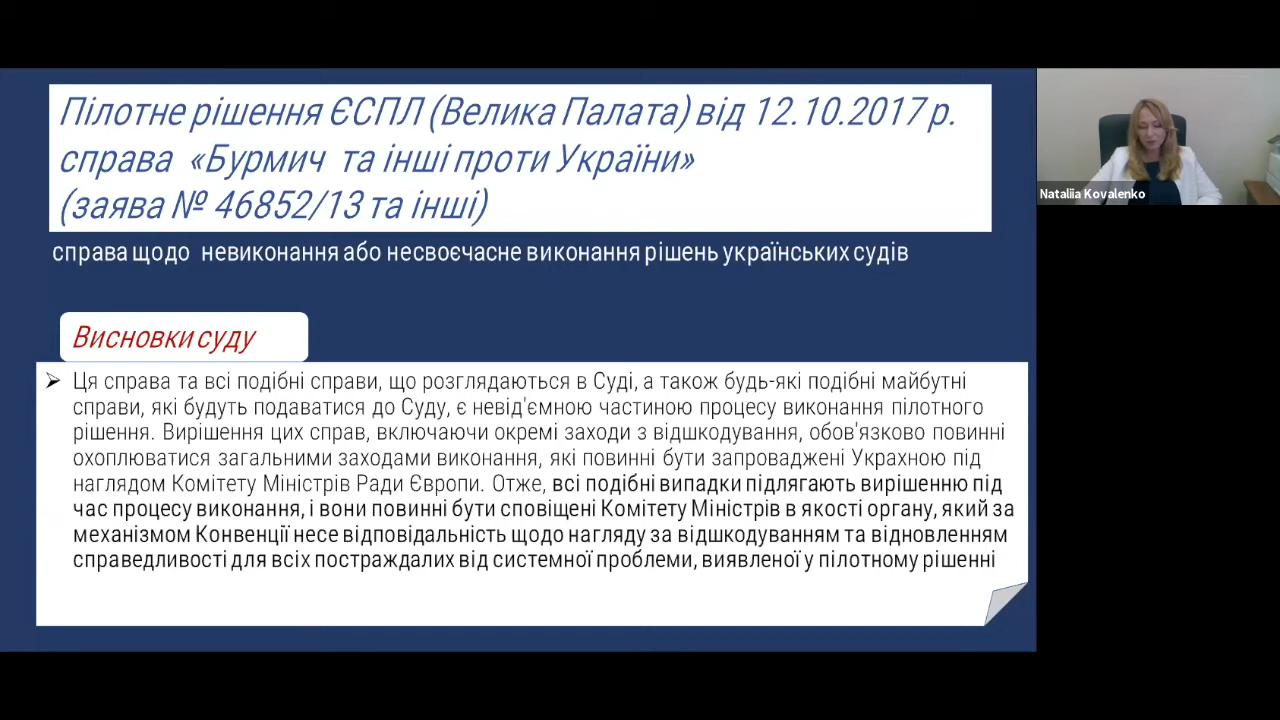 Пілотне рішення ЄСПЛ (Велика Палата) від 12.10.2017 р.
справа «Бурмич та інші проти України»
(заява № 46852/13 та інші)
справа щодо невиконання або несвоєчасне виконання рішень українських судів
Висновки суду
Ця справа та всі подібні справи, що розглядаються в Суді, а також будь-які подібні майбутні
справи, які будуть подаватися до Суду, є невід'ємною частиною процесу виконання пілотного
рішення. Вирішення цих справ, включаючи окремі заходи з відшкодування, обов'язково повинні
охоплюватися загальними заходами виконання, які повинні бути запроваджені Украхною під
наглядом Комітету Міністрів Ради Європи. Отже, всі подібні випадки підлягають вирішенню під
час процесу виконання, і вони повинні бути сповіщені Комітету Міністрів в якості органу, який за
механізмом Конвенції несе відповідальність щодо нагляду за відшкодуванням та відновленням
справедливості для всіх постраждалих від системної проблеми, виявленої у пілотному рішенні
Nataliia Kovalenko